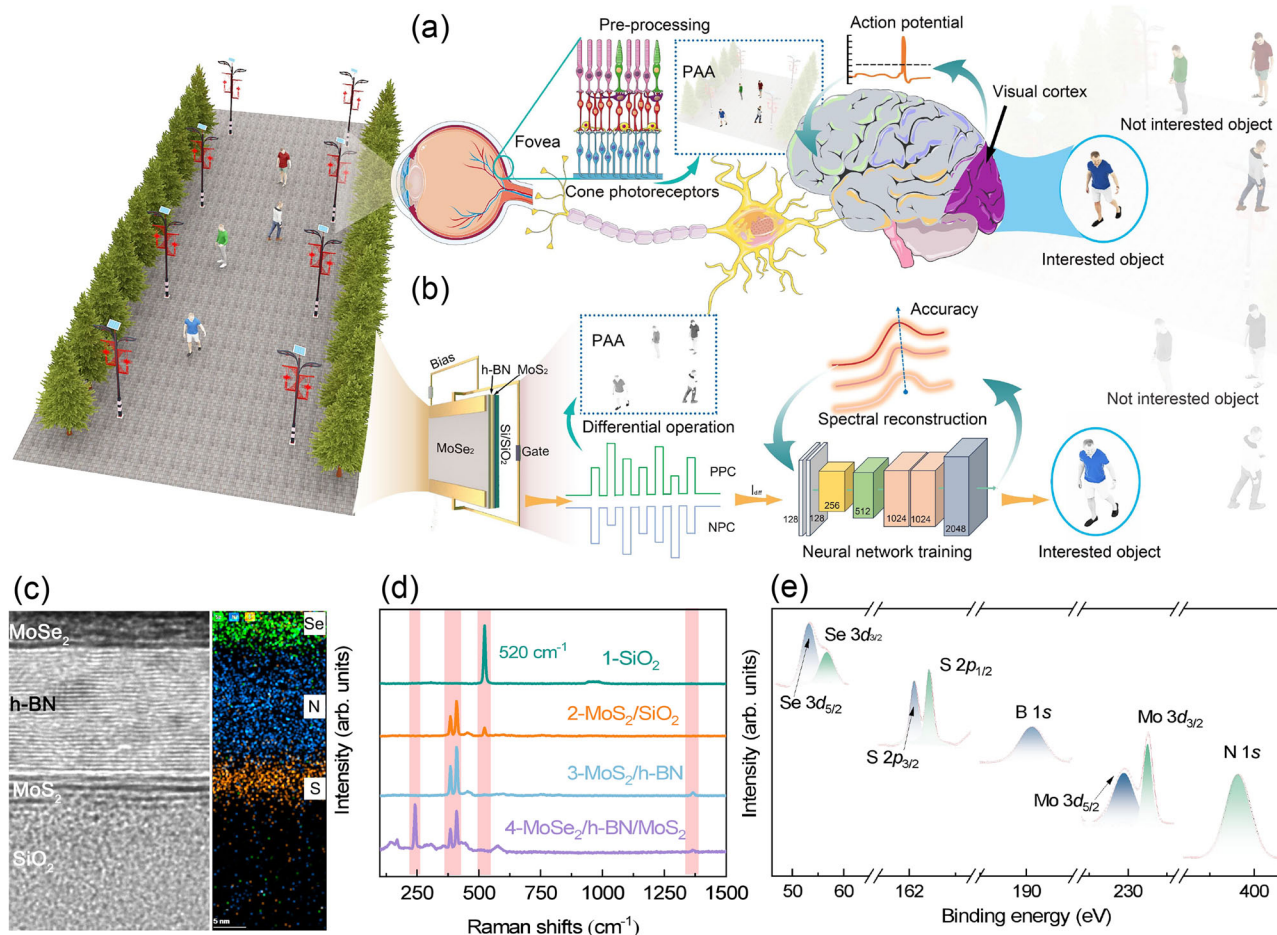 (a)
Pre-processing
Fovea
Cone photoreceptors
PAA
Action potential
Visual cortex
Not interested object
Interested object
(b)
Bias
h-BN MoS₂
MoSe₂
Si/SiO₂
Gate
PAA
Differential operation
PPC
NPC
I_diff
Accuracy
Spectral reconstruction
128
128
256
512
1024
1024
2048
Neural network training
Not interested object
Interested object
(c)
MoSe₂
h-BN
MoS₂
SiO₂
Se
N
S
5 nm
(d)
Intensity (arb. units)
520 cm⁻¹
1-SiO₂
2-MoS₂/SiO₂
3-MoS₂/h-BN
4-MoSe₂/h-BN/MoS₂
250 500 750 1000 1250 1500
Raman shifts (cm⁻¹)
(e)
Intensity (arb. units)
Se 3d₃/₂
Se 3d₅/₂
S 2p₁/₂
S 2p₃/₂
B 1s
Mo 3d₃/₂
Mo 3d₅/₂
N 1s
50 60 162 190 230 400
Binding energy (eV)